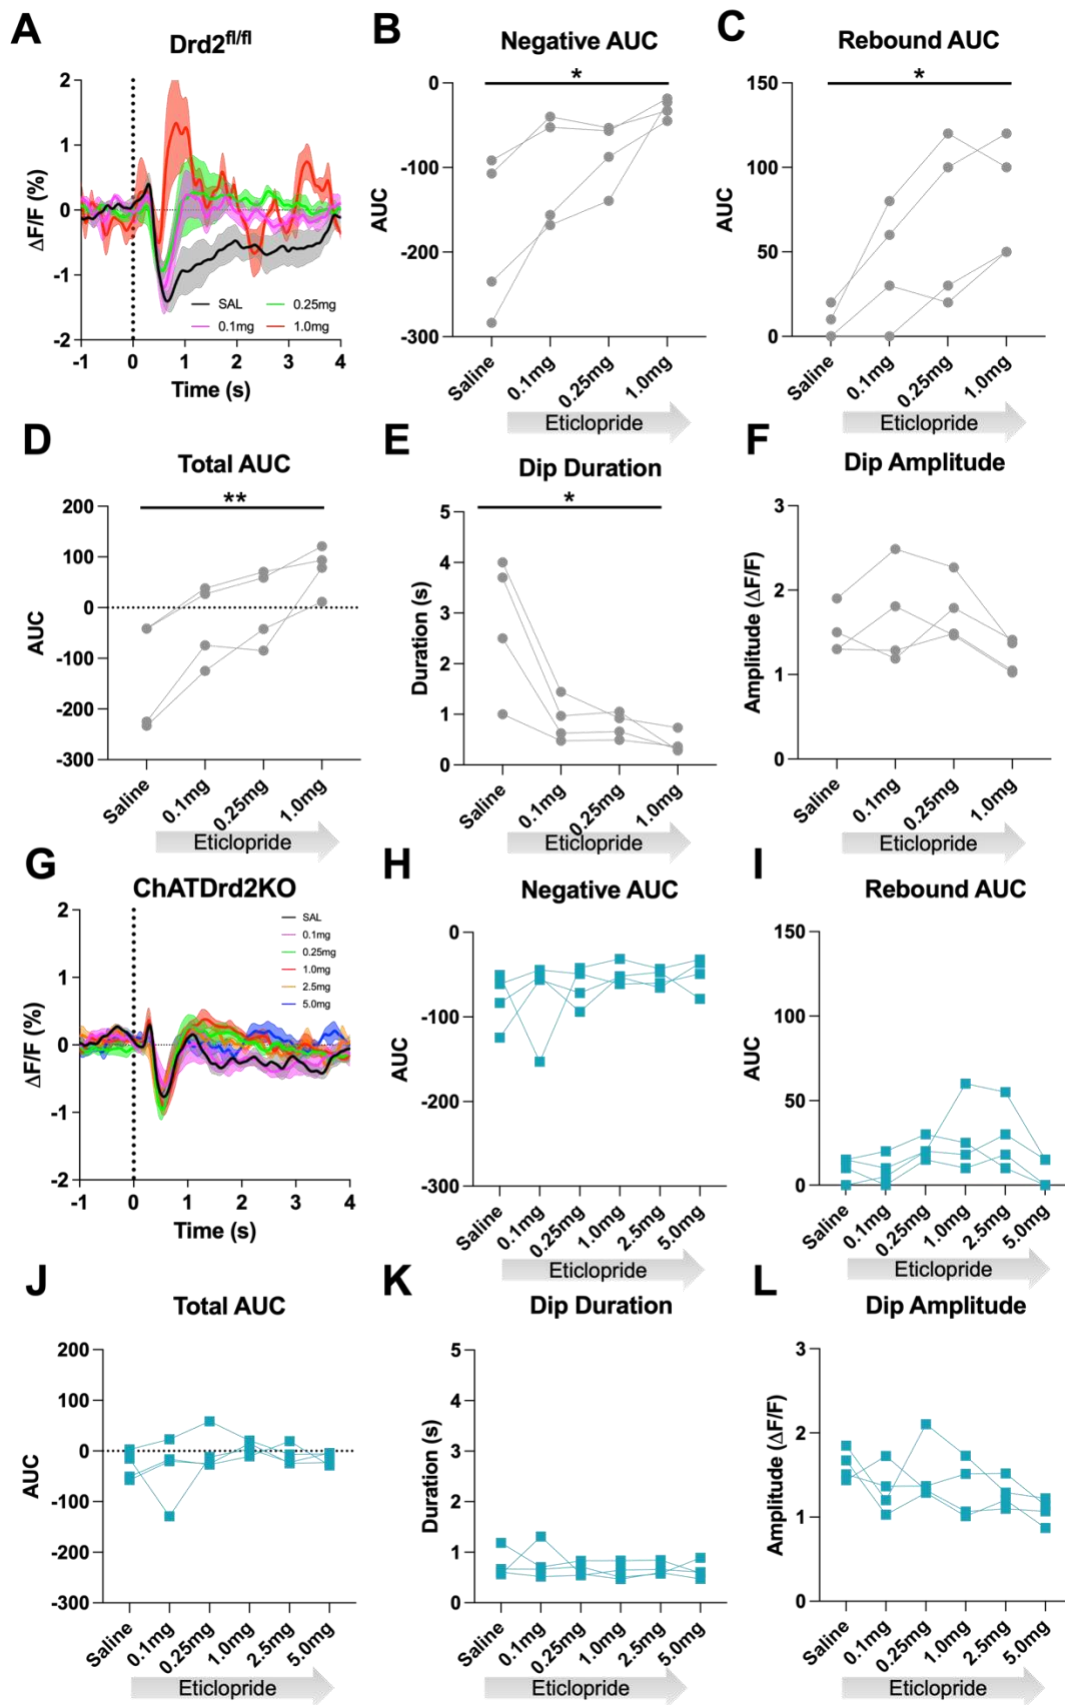 A
Drd2fl/fl
ΔF/F (%)
2
1
0
-1
-2
SAL
0.1mg
0.25mg
1.0mg
-1 0 1 2 3 4
Time (s)
B
Negative AUC
*
AUC
0
-100
-200
-300
Saline 0.1mg 0.25mg 1.0mg
Eticlopride
C
Rebound AUC
*
AUC
150
100
50
0
Saline 0.1mg 0.25mg 1.0mg
Eticlopride
D
Total AUC
**
AUC
200
100
0
-100
-200
-300
Saline 0.1mg 0.25mg 1.0mg
Eticlopride
E
Dip Duration
*
Duration (s)
5
4
3
2
1
0
Saline 0.1mg 0.25mg 1.0mg
Eticlopride
F
Dip Amplitude
Amplitude (ΔF/F)
3
2
1
0
Saline 0.1mg 0.25mg 1.0mg
Eticlopride
G
ChATDrd2KO
ΔF/F (%)
2
1
0
-1
-2
SAL
0.1mg
0.25mg
1.0mg
2.5mg
5.0mg
-1 0 1 2 3 4
Time (s)
H
Negative AUC
AUC
0
-100
-200
-300
Saline 0.1mg 0.25mg 1.0mg 2.5mg 5.0mg
Eticlopride
I
Rebound AUC
AUC
150
100
50
0
Saline 0.1mg 0.25mg 1.0mg 2.5mg 5.0mg
Eticlopride
J
Total AUC
AUC
200
100
0
-100
-200
-300
Saline 0.1mg 0.25mg 1.0mg 2.5mg 5.0mg
Eticlopride
K
Dip Duration
Duration (s)
5
4
3
2
1
0
Saline 0.1mg 0.25mg 1.0mg 2.5mg 5.0mg
Eticlopride
L
Dip Amplitude
Amplitude (ΔF/F)
3
2
1
0
Saline 0.1mg 0.25mg 1.0mg 2.5mg 5.0mg
Eticlopride